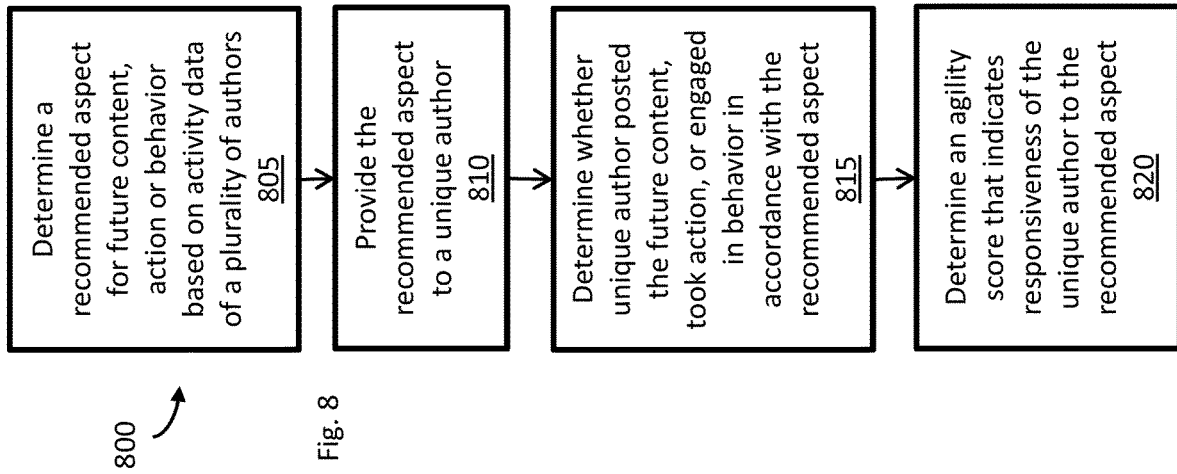 800
Determine a
recommended aspect
for future content,
action or behavior
based on activity data
of a plurality of authors
805
Provide the
recommended aspect
to a unique author
810
Determine whether
unique author posted
the future content,
took action, or engaged
in behavior in
accordance with the
recommended aspect
815
Determine an agility
score that indicates
responsiveness of the
unique author to the
recommended aspect
820
Fig. 8